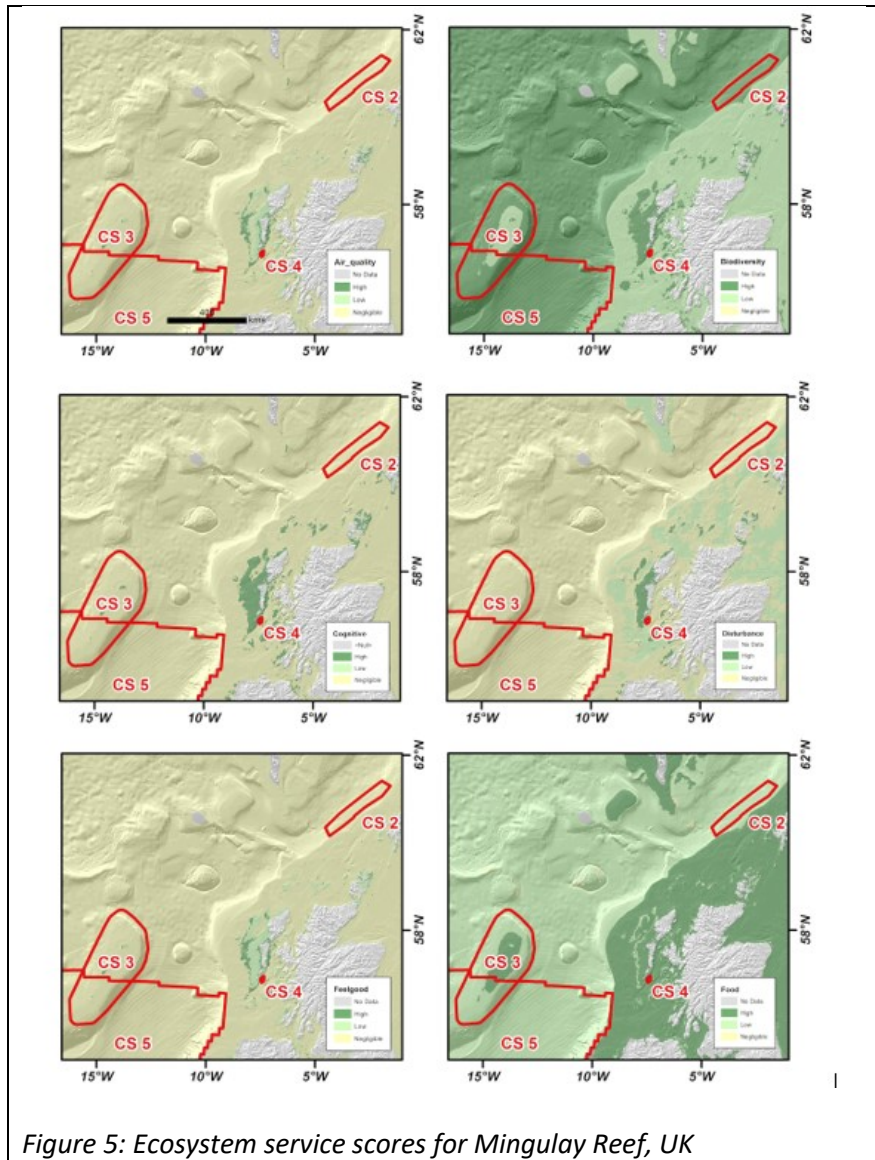 62°N
CS 2
58°N
CS 3
CS 4
CS 5
Air_quality
No Data
High
Low
Negligible
kms
15°W
10°W
5°W
62°N
CS 2
58°N
CS 3
CS 4
CS 5
Biodiversity
No Data
High
Low
Negligible
15°W
10°W
5°W
62°N
CS 2
58°N
CS 3
CS 4
CS 5
Cognitive
<Null>
High
Low
Negligible
15°W
10°W
5°W
62°N
CS 2
58°N
CS 3
CS 4
CS 5
Disturbance
No Data
High
Low
Negligible
15°W
10°W
5°W
62°N
CS 2
58°N
CS 3
CS 4
CS 5
Feelgood
No Data
High
Low
Negligible
15°W
10°W
5°W
62°N
CS 2
58°N
CS 3
CS 4
CS 5
Food
No Data
High
Low
Negligible
15°W
10°W
5°W
Figure 5: Ecosystem service scores for Mingulay Reef, UK